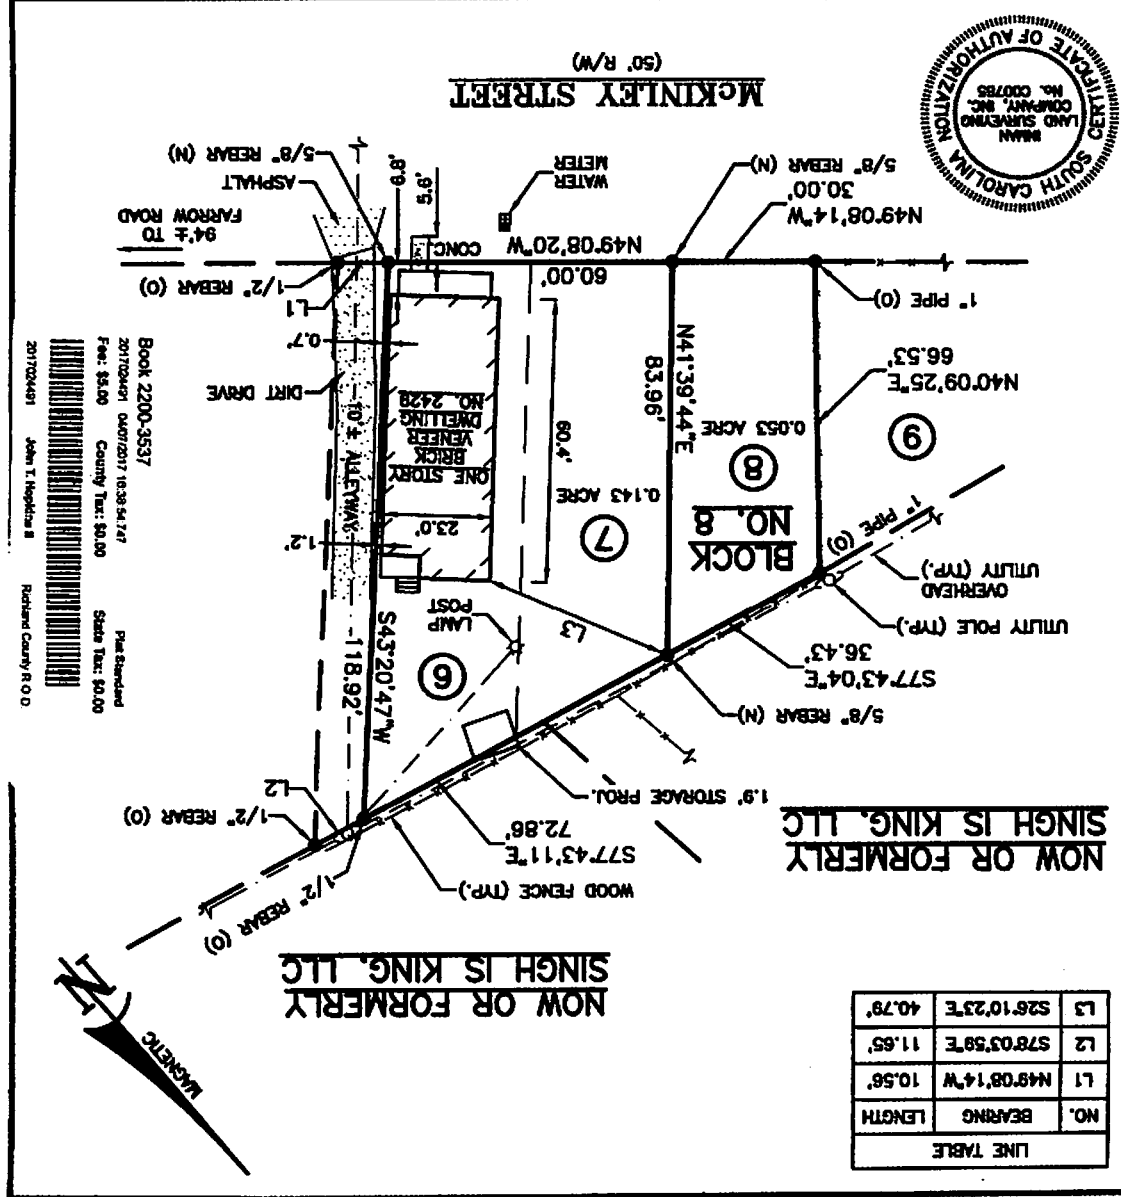 LINE TABLE
NO. BEARING LENGTH
L1 N49°08'14"W 10.56'
L2 S78°03'59"E 11.65'
L3 S26°10'23"E 40.79'
MAGNETIC
N
NOW OR FORMERLY
SINGH IS KING, LLC
NOW OR FORMERLY
SINGH IS KING, LLC
1/2" REBAR (O)
WOOD FENCE (TYP.)
S77°43'11"E
72.86'
1/2" REBAR (O)
L2
1.9' STORAGE PROJ.
5/8" REBAR (N)
S77°43'04"E
36.43'
UTILITY POLE (TYP.)
OVERHEAD
UTILITY (TYP.)
1" PIPE (O)
6
S43°20'47"W
118.92'
LAMP
POST
L3
BLOCK
NO. 8
7
0.143 ACRE
8
0.053 ACRE
9
N40°09'25"E
66.53'
N41°39'44"E
83.96'
1.2'
23.0'
10'± ALLEYWAY
ONE STORY
BRICK
VENEER
DWELLING
NO. 2429
60.4'
DIRT DRIVE
0.7'
L1
1/2" REBAR (O)
1" PIPE (O)
60.00'
N49°08'20"W
CONC.
94'± TO
FARROW ROAD
ASPHALT
5/8" REBAR (N)
9.8'
5.6'
WATER
METER
N49°08'14"W
30.00'
5/8" REBAR (N)
McKINLEY STREET
(50' R/W)
SOUTH CAROLINA
CERTIFICATE OF AUTHORIZATION
INMAN
LAND SURVEYING
COMPANY, INC.
No. C00785
Book 2200-3537
2017024491 04/07/2017 16:38:54:747 Plat Standard
Fee: $5.00 County Tax: $0.00 State Tax: $0.00
2017024491 John T. Hopkins II Richland County R.O.D.